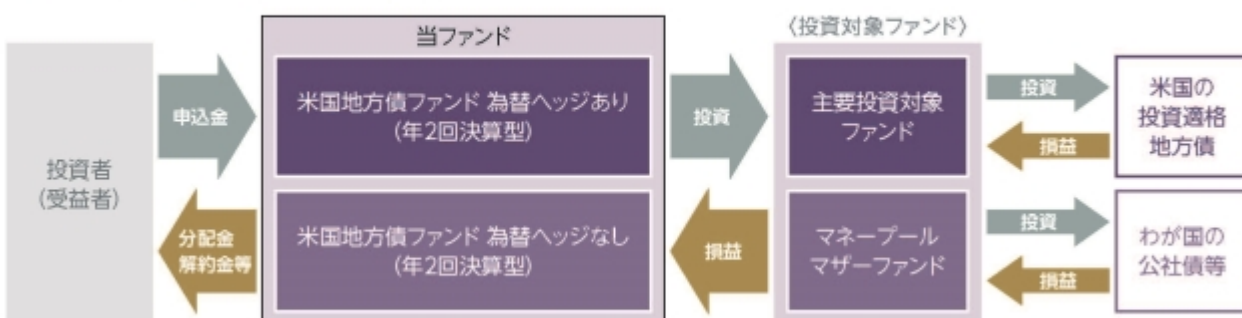 当ファンド
〈投資対象ファンド〉
投資者
(受益者)
申込金
分配金
解約金等
米国地方債ファンド 為替ヘッジあり
(年2回決算型)
米国地方債ファンド 為替ヘッジなし
(年2回決算型)
投資
損益
主要投資対象
ファンド
マネープール
マザーファンド
投資
損益
投資
損益
米国の
投資適格
地方債
わが国の
公社債等